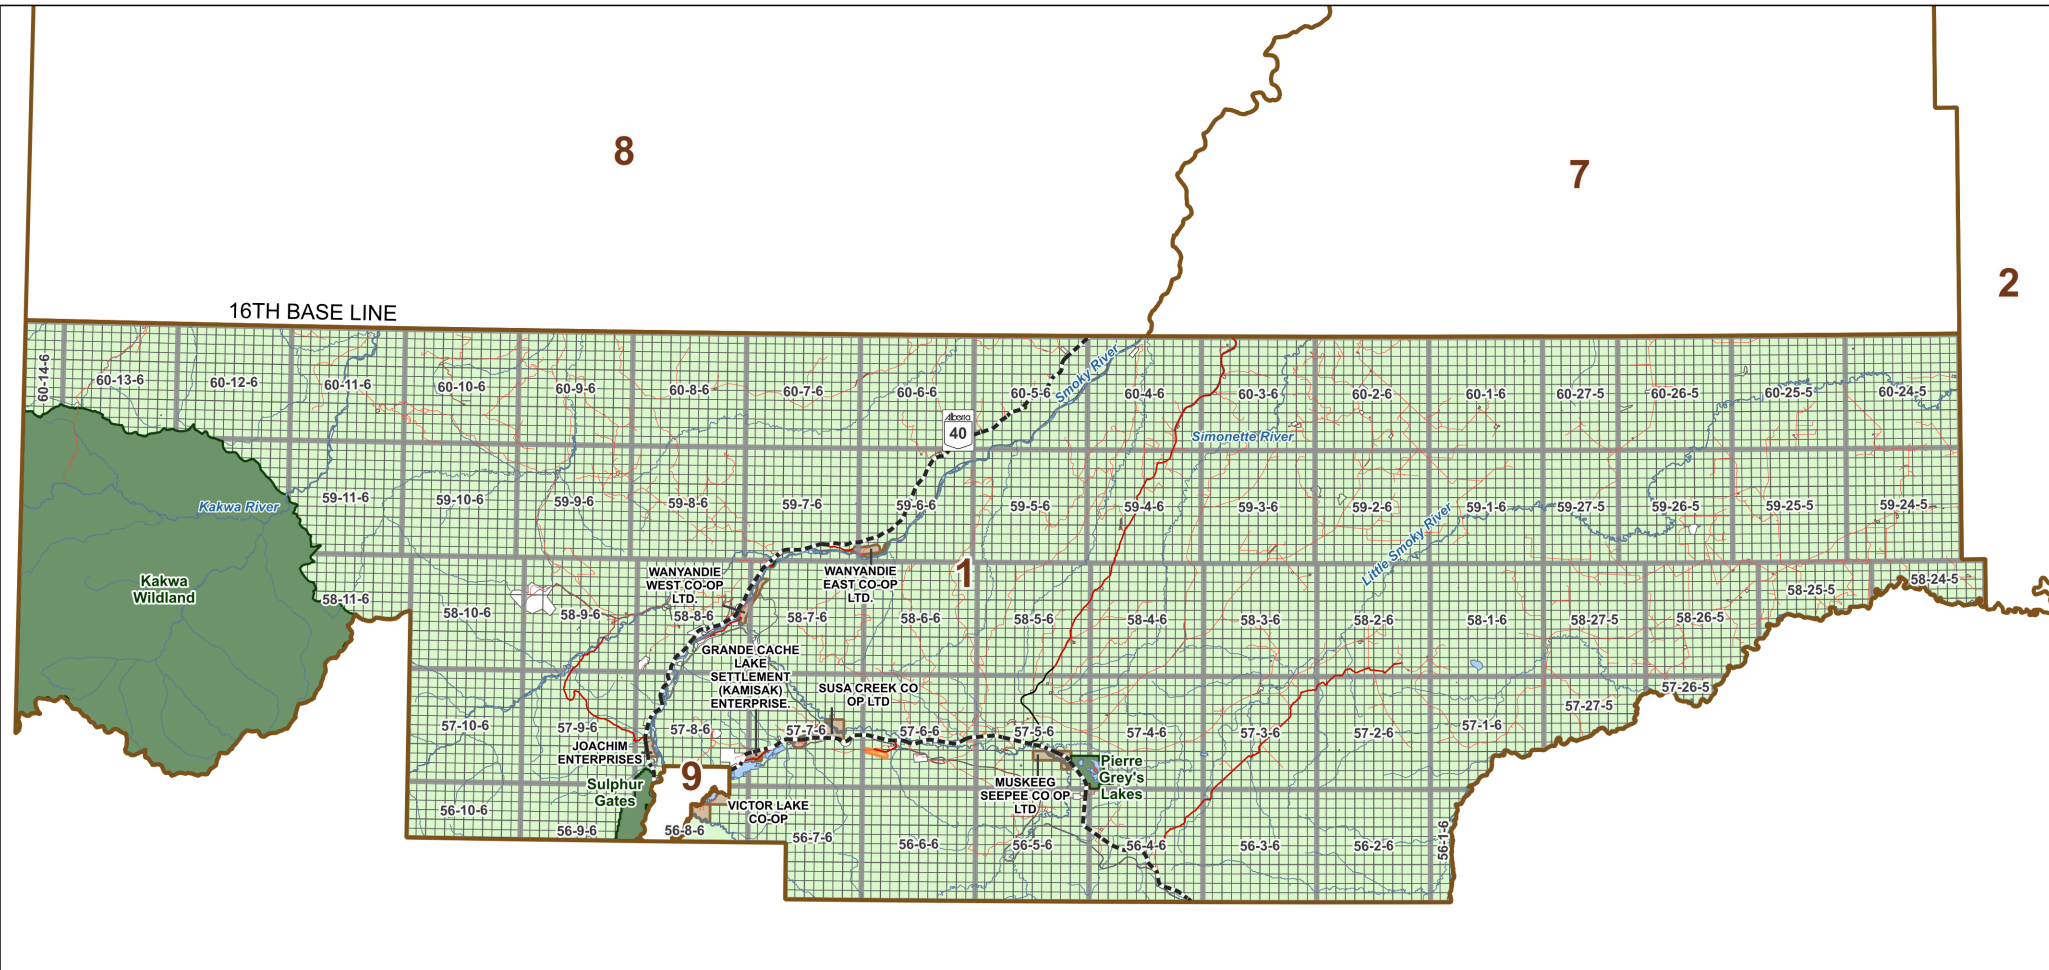 8
7
2
16TH BASE LINE
60-14-6
60-13-6
60-12-6
60-11-6
60-10-6
60-9-6
60-8-6
60-7-6
60-6-6
60-5-6
Smoky River
60-4-6
60-3-6
60-2-6
60-1-6
60-27-5
60-26-5
60-25-5
60-24-5
Alberta
40
Simonette River
Kakwa River
59-11-6
59-10-6
59-9-6
59-8-6
59-7-6
59-6-6
59-5-6
59-4-6
59-3-6
59-2-6
Little Smoky River
59-1-6
59-27-5
59-26-5
59-25-5
59-24-5
Kakwa
Wildland
WANYANDIE
WEST CO-OP
LTD.
WANYANDIE
EAST CO-OP
LTD.
1
58-11-6
58-10-6
58-9-6
58-8-6
58-7-6
58-6-6
58-5-6
58-4-6
58-3-6
58-2-6
58-1-6
58-27-5
58-26-5
58-25-5
58-24-5
GRANDE CACHE
LAKE
SETTLEMENT
(KAMISAK)
ENTERPRISE.
SUSA CREEK CO
OP LTD
57-10-6
57-9-6
57-8-6
57-7-6
57-6-6
57-5-6
57-4-6
57-3-6
57-2-6
57-1-6
57-27-5
57-26-5
JOACHIM
ENTERPRISES
Sulphur
Gates
9
VICTOR LAKE
CO-OP
MUSKEEG
SEEPEE CO OP
LTD
Pierre
Grey's
Lakes
56-10-6
56-9-6
56-8-6
56-7-6
56-6-6
56-5-6
56-4-6
56-3-6
56-2-6
56-1-6